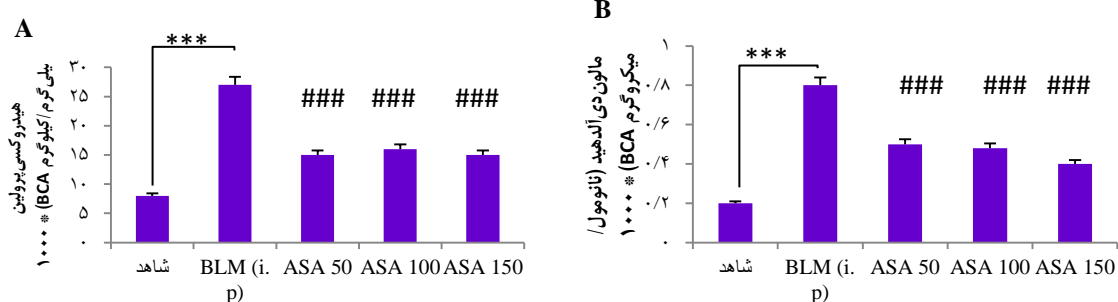 A
***
هیدروکسی پرولین
میلی گرم/کیلوگرم BCA) * ۱۰۰۰
۳۰
۲۵
۲۰
۱۵
۱۰
۵
۰
### ### ###
شاهد BLM (i. p) ASA 50 ASA 100 ASA 150
B
***
مالون دی آلدهید (نانومول/
میکروگرم BCA) * ۱۰۰۰
۱
۰/۸
۰/۶
۰/۴
۰/۲
۰
### ### ###
شاهد BLM (i. p) ASA 50 ASA 100 ASA 150